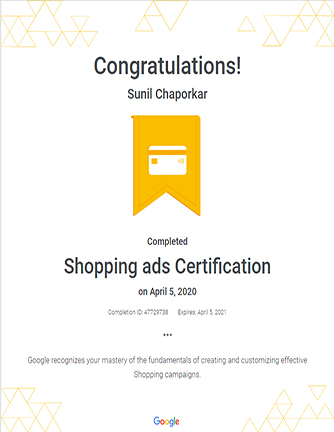 Congratulations!
Sunil Chaporkar
Completed
Shopping ads Certification
on April 5, 2020
Completion ID: 47729738 Expires: April 5, 2021
Google recognizes your mastery of the fundamentals of creating and customizing effective
Shopping campaigns.
Google